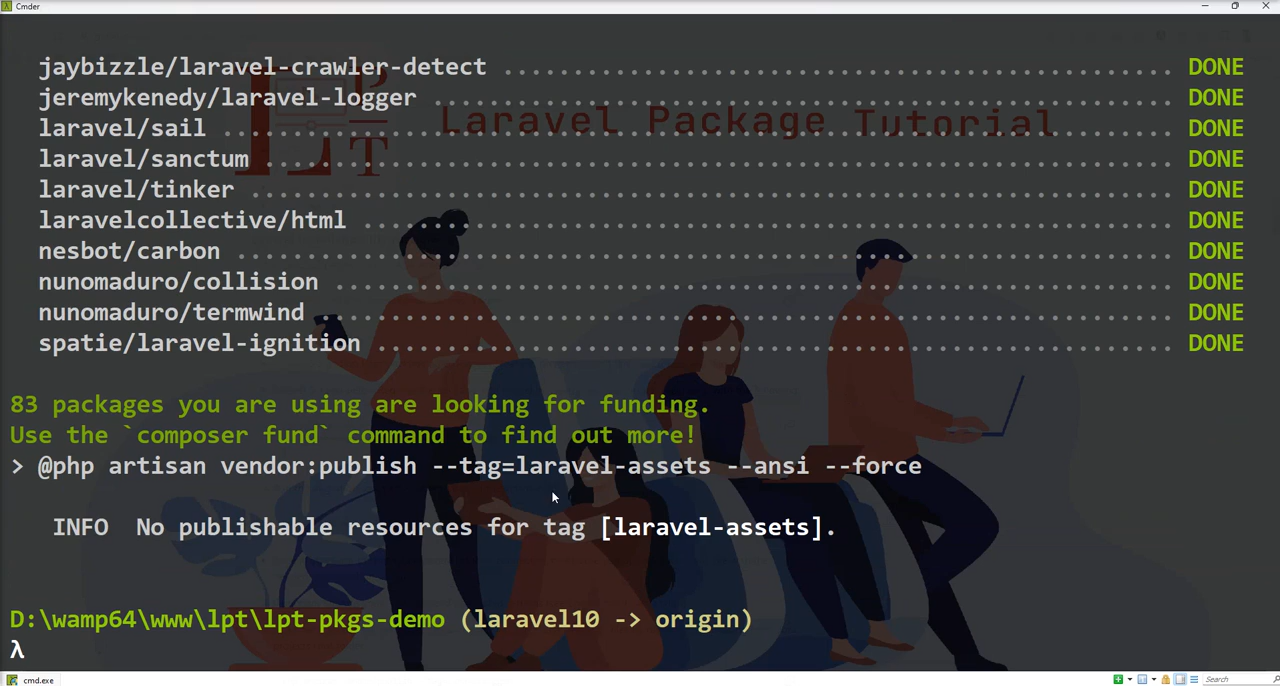 Cmder
jaybizzle/laravel-crawler-detect ................................................ DONE
jeremykenedy/laravel-logger ..................................................... DONE
Laravel Package Tutorial
L P T
laravel/sail .................................................................... DONE
laravel/sanctum ................................................................. DONE
laravel/tinker .................................................................. DONE
laravelcollective/html .......................................................... DONE
nesbot/carbon ................................................................... DONE
nunomaduro/collision ............................................................ DONE
nunomaduro/termwind ............................................................. DONE
spatie/laravel-ignition ......................................................... DONE
83 packages you are using are looking for funding.
Use the `composer fund` command to find out more!
> @php artisan vendor:publish --tag=laravel-assets --ansi --force
INFO No publishable resources for tag [laravel-assets].
D:\wamp64\www\lpt\lpt-pkgs-demo (laravel10 -> origin)
λ
cmd.exe
Search